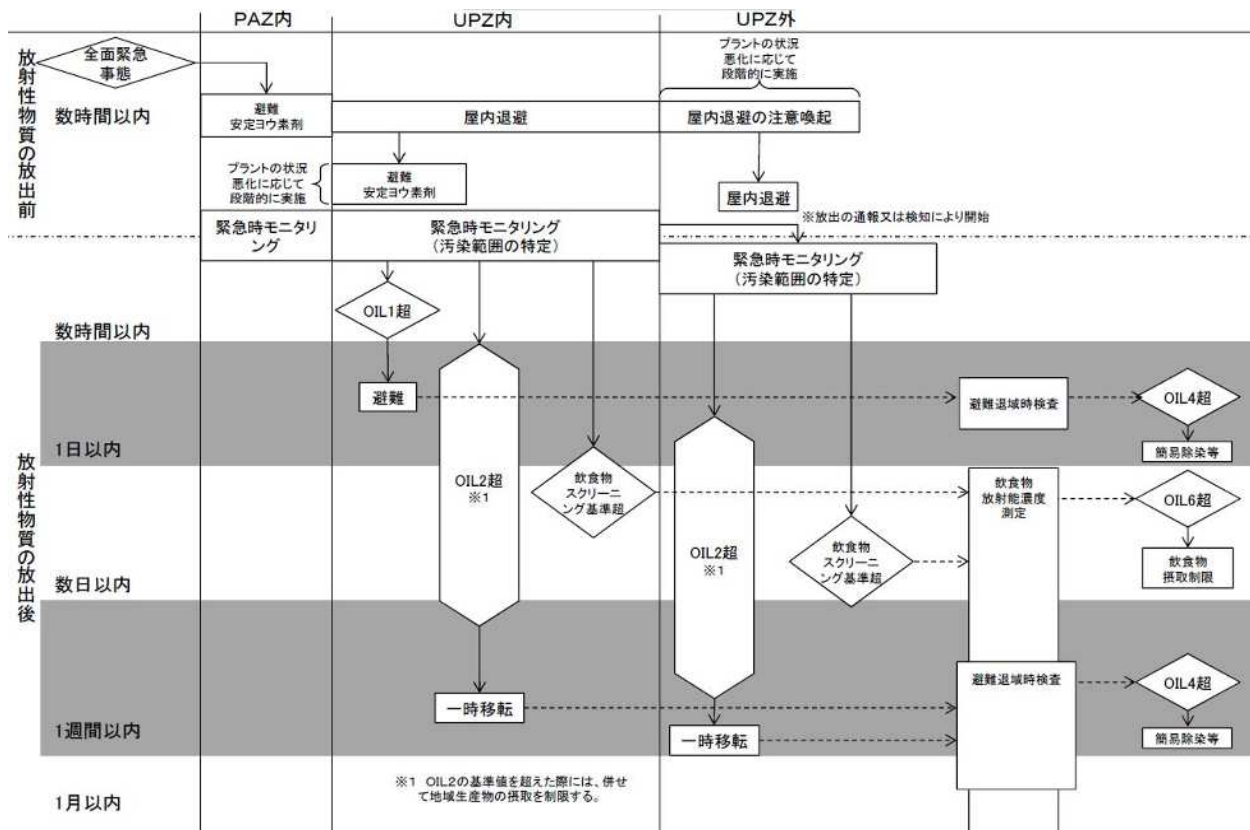 PAZ内
UPZ内
UPZ外
放射性物質の放出前
全面緊急
事態
プラントの状況
悪化に応じて
段階的に実施
数時間以内
避難
安定ヨウ素剤
屋内退避
屋内退避の注意喚起
プラントの状況
悪化に応じて
段階的に実施
避難
安定ヨウ素剤
屋内退避
※放出の通報又は検知により開始
緊急時モニタリ
ング
緊急時モニタリング
(汚染範囲の特定)
緊急時モニタリング
(汚染範囲の特定)
放射性物質の放出後
OIL1超
数時間以内
避難
避難退域時検査
OIL4超
簡易除染等
1日以内
OIL2超
※1
飲食物
スクリーニ
ング基準超
飲食物
放射能濃度
測定
OIL6超
OIL2超
※1
飲食物
スクリーニ
ング基準超
飲食物
摂取制限
数日以内
避難退域時検査
OIL4超
一時移転
1週間以内
一時移転
簡易除染等
※1 OIL2の基準値を超えた際には、併せ
て地域生産物の摂取を制限する。
1月以内